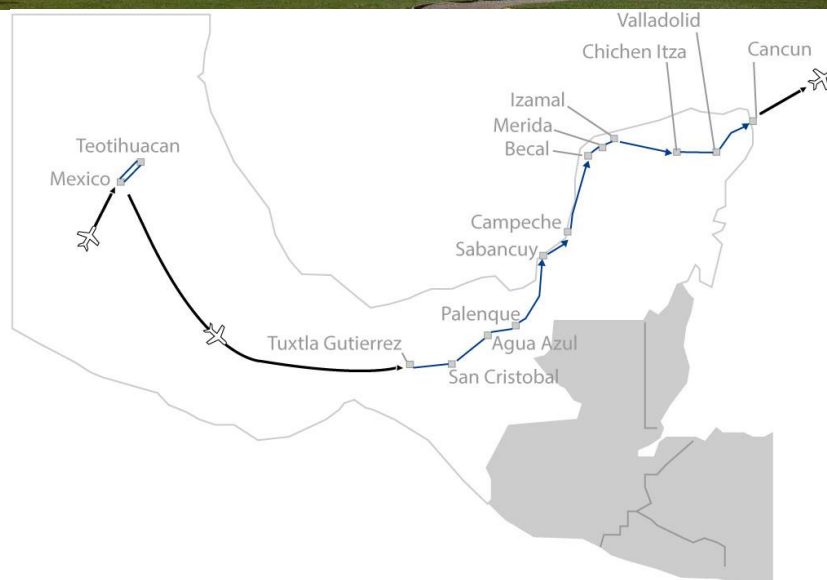 Valladolid
Chichen Itza
Cancun
Izamal
Merida
Becal
Teotihuacan
Mexico
Campeche
Sabancuy
Palenque
Tuxtla Gutierrez
Agua Azul
San Cristobal